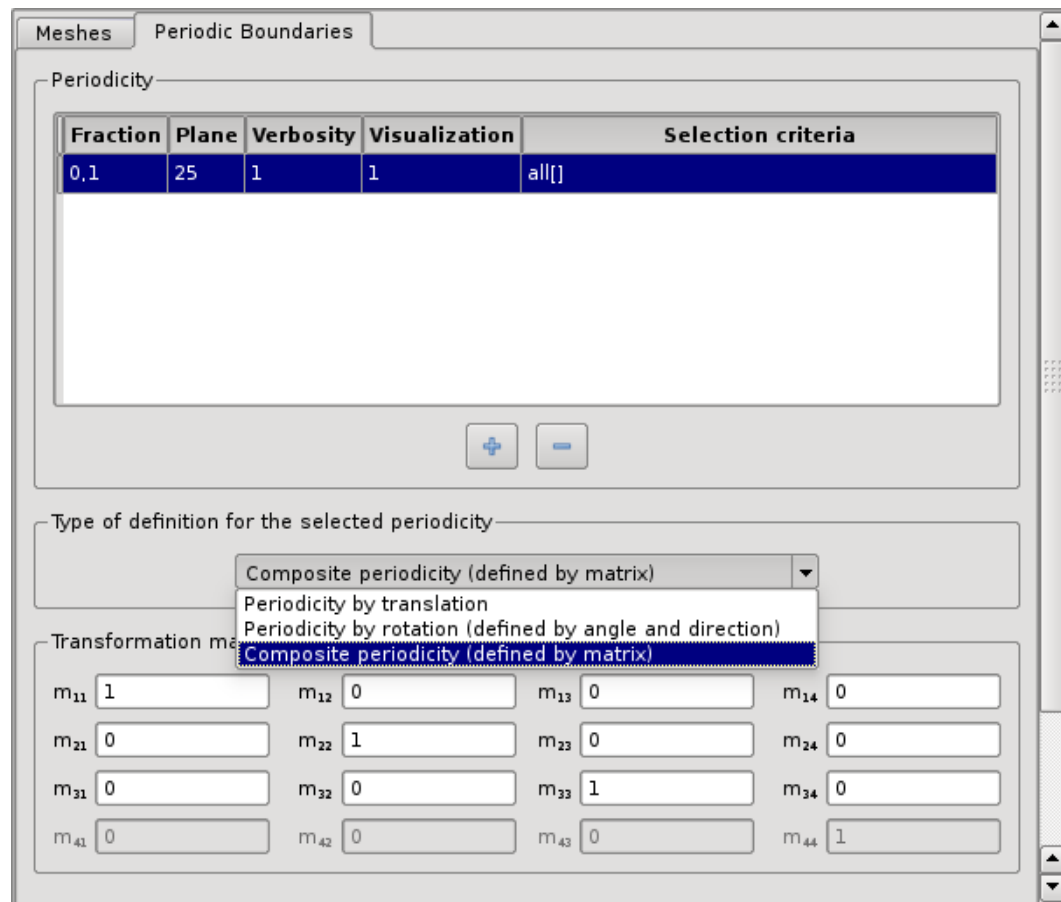 Meshes Periodic Boundaries
Periodicity
Fraction Plane Verbosity Visualization Selection criteria
0,1 25 1 1 all[]
Type of definition for the selected periodicity
Composite periodicity (defined by matrix)
Periodicity by translation
Periodicity by rotation (defined by angle and direction)
Composite periodicity (defined by matrix)
Transformation
m₁₁ 1 m₁₂ 0 m₁₃ 0 m₁₄ 0
m₂₁ 0 m₂₂ 1 m₂₃ 0 m₂₄ 0
m₃₁ 0 m₃₂ 0 m₃₃ 1 m₃₄ 0
m₄₁ 0 m₄₂ 0 m₄₃ 0 m₄₄ 1